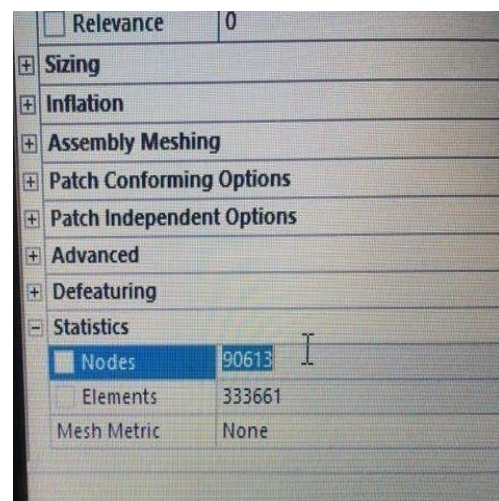 Relevance 0
Sizing
Inflation
Assembly Meshing
Patch Conforming Options
Patch Independent Options
Advanced
Defeaturing
Statistics
Nodes 90613
Elements 333661
Mesh Metric None